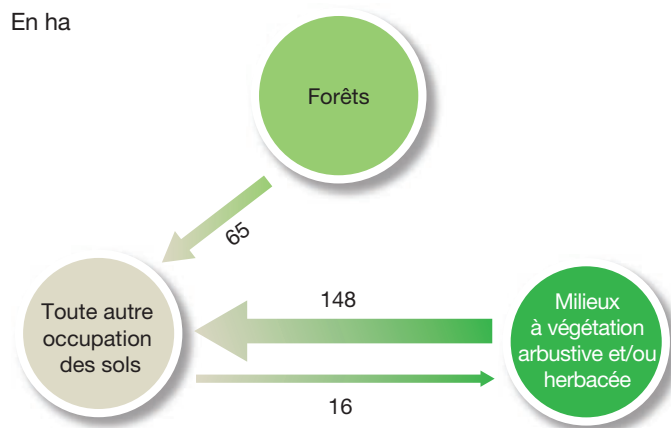 En ha
Forêts
65
148
Toute autre
occupation
des sols
Milieux
à végétation
arbustive et/ou
herbacée
16